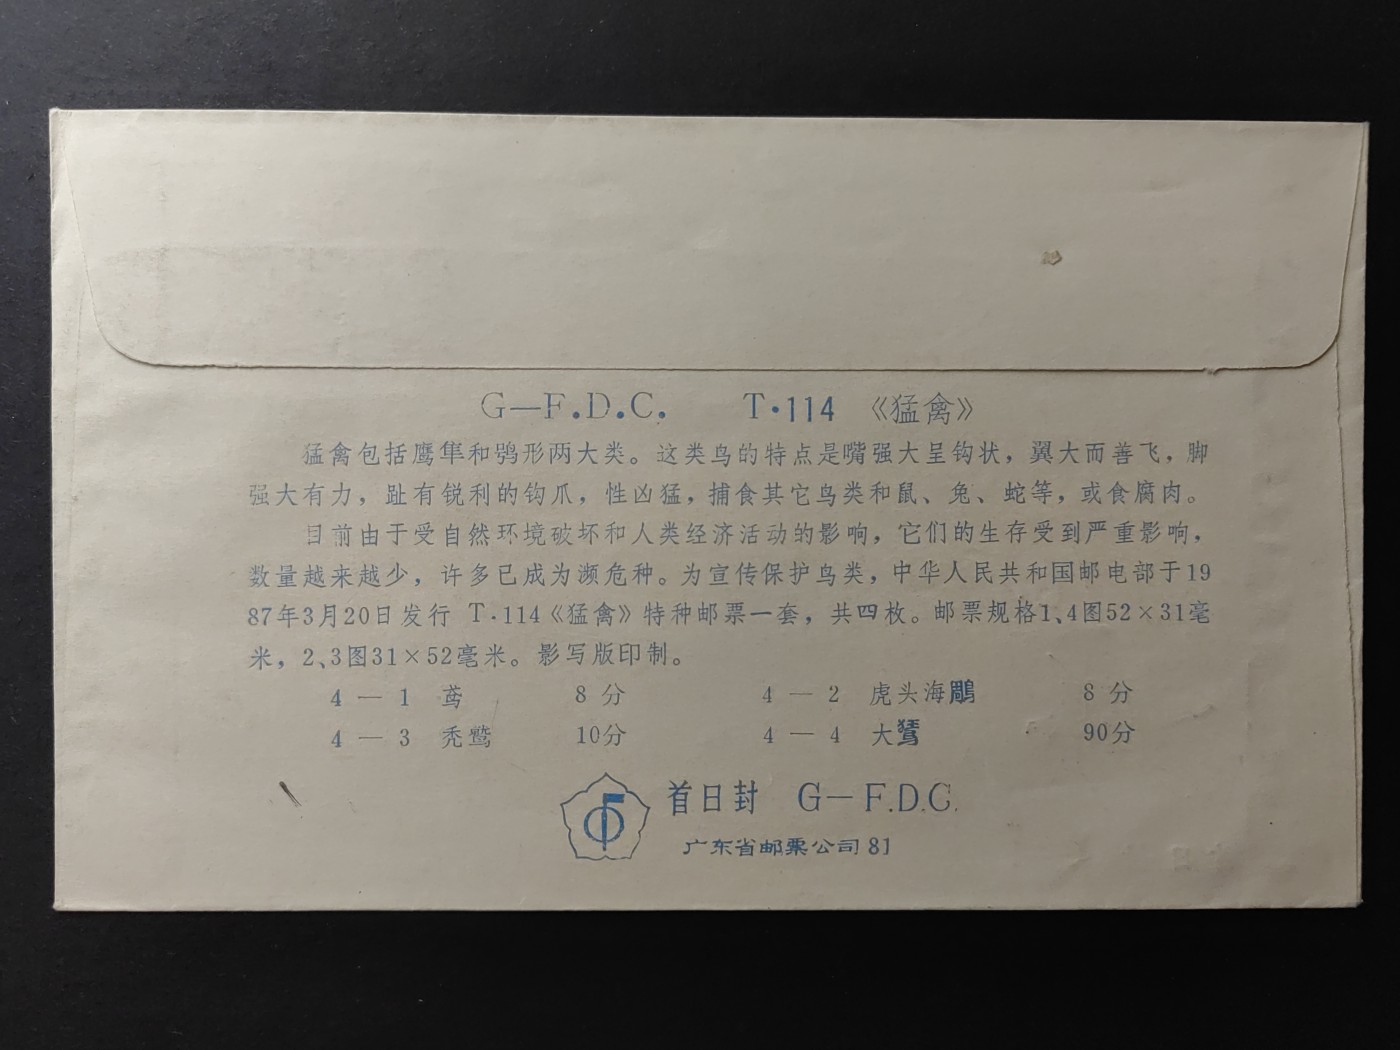 G—F.D.C. T·114 《猛禽》
猛禽包括鹰隼和鸮形两大类。这类鸟的特点是嘴强大呈钩状，翼大而善飞，脚
强大有力，趾有锐利的钩爪，性凶猛，捕食其它鸟类和鼠、兔、蛇等，或食腐肉。
目前由于受自然环境破坏和人类经济活动的影响，它们的生存受到严重影响，
数量越来越少，许多已成为濒危种。为宣传保护鸟类，中华人民共和国邮电部于19
87年3月20日发行 T·114《猛禽》特种邮票一套，共四枚。邮票规格1、4图52×31毫
米，2、3图31×52毫米。影写版印制。
4 — 1 鸢 8 分 4 — 2 虎头海鵰 8 分
4 — 3 秃鹫 10分 4 — 4 大 90分
首日封 G—F.D.C.
广东省邮票公司 81